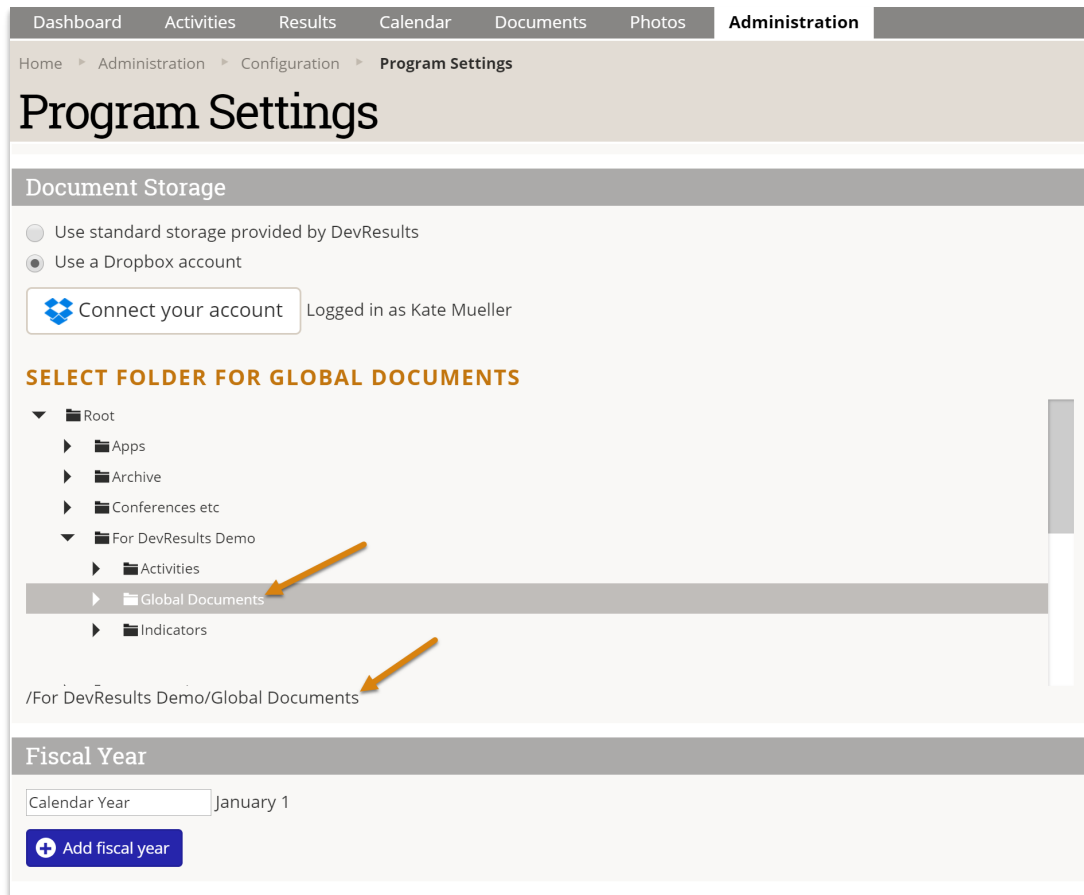 Dashboard Activities Results Calendar Documents Photos Administration
Home Administration Configuration Program Settings
Program Settings
Document Storage
Use standard storage provided by DevResults
Use a Dropbox account
Connect your account Logged in as Kate Mueller
SELECT FOLDER FOR GLOBAL DOCUMENTS
Root
Apps
Archive
Conferences etc
For DevResults Demo
Activities
Global Documents
Indicators
/For DevResults Demo/Global Documents
Fiscal Year
Calendar Year January 1
Add fiscal year